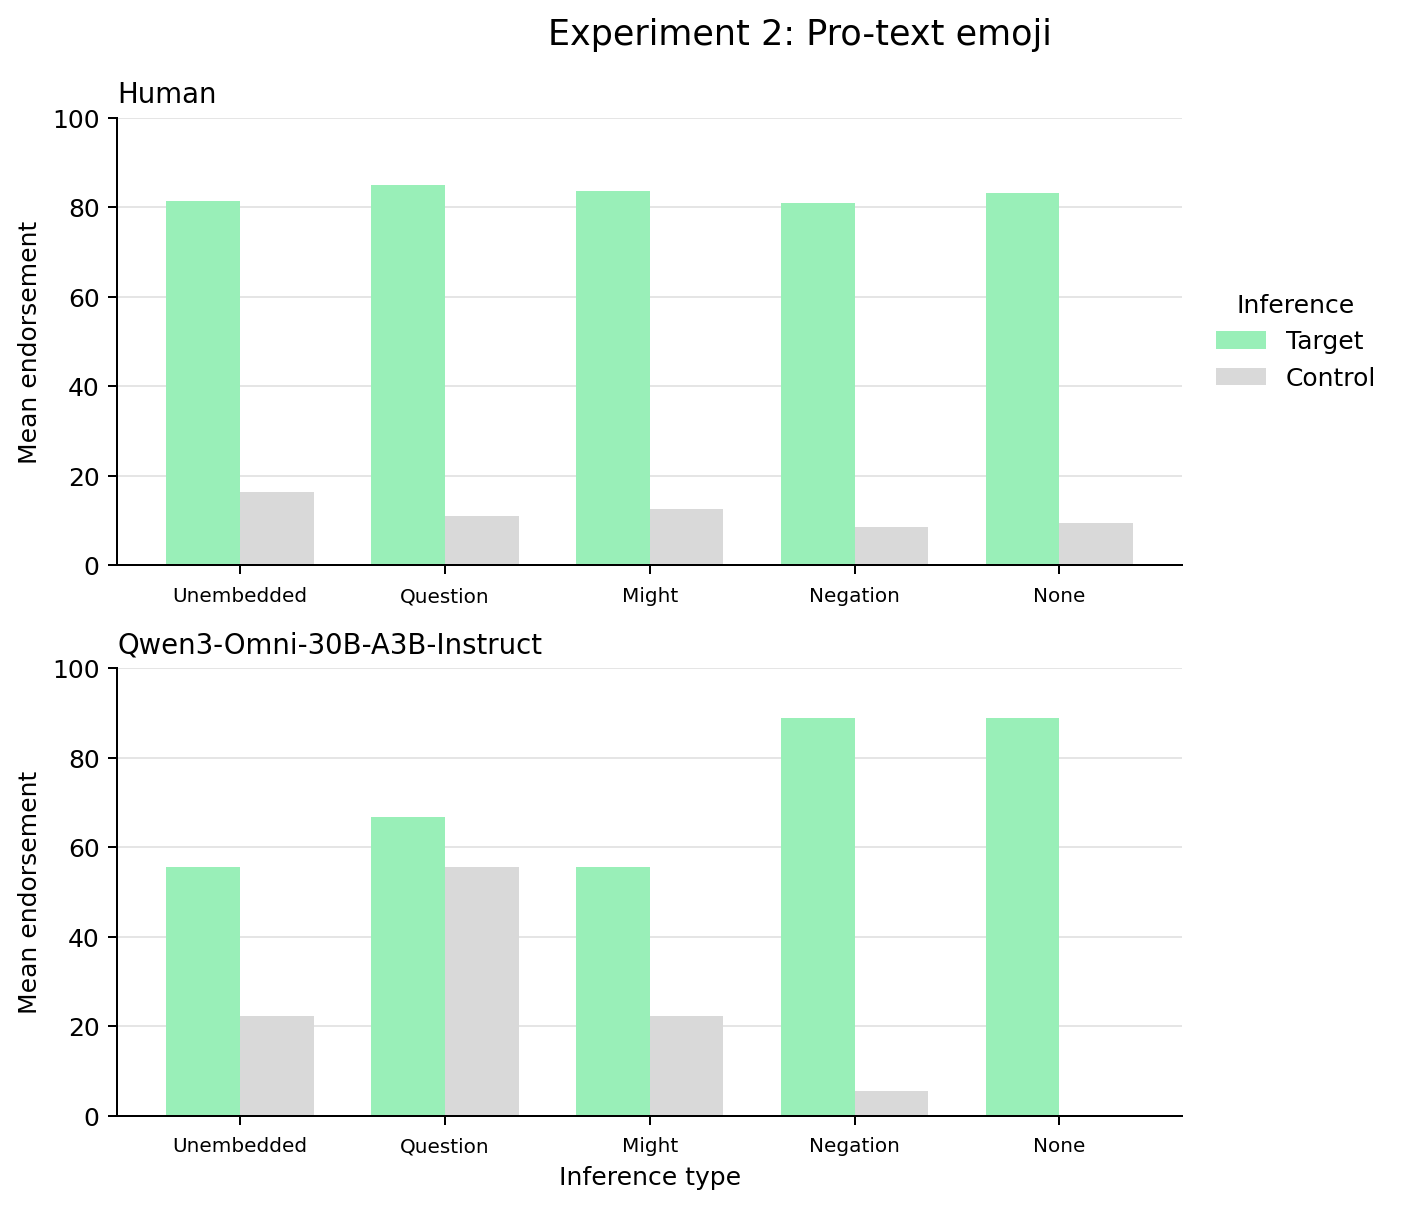 Experiment 2: Pro-text emoji
Human
100
80
60
40
20
0
Mean endorsement
Unembedded Question Might Negation None
Inference
Target
Control
Qwen3-Omni-30B-A3B-Instruct
100
80
60
40
20
0
Mean endorsement
Unembedded Question Might Negation None
Inference type